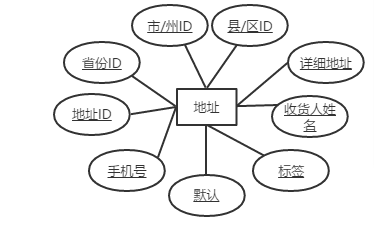 市/州ID
县/区ID
省份ID
详细地址
地址ID
地址
收货人姓
名
手机号
标签
默认